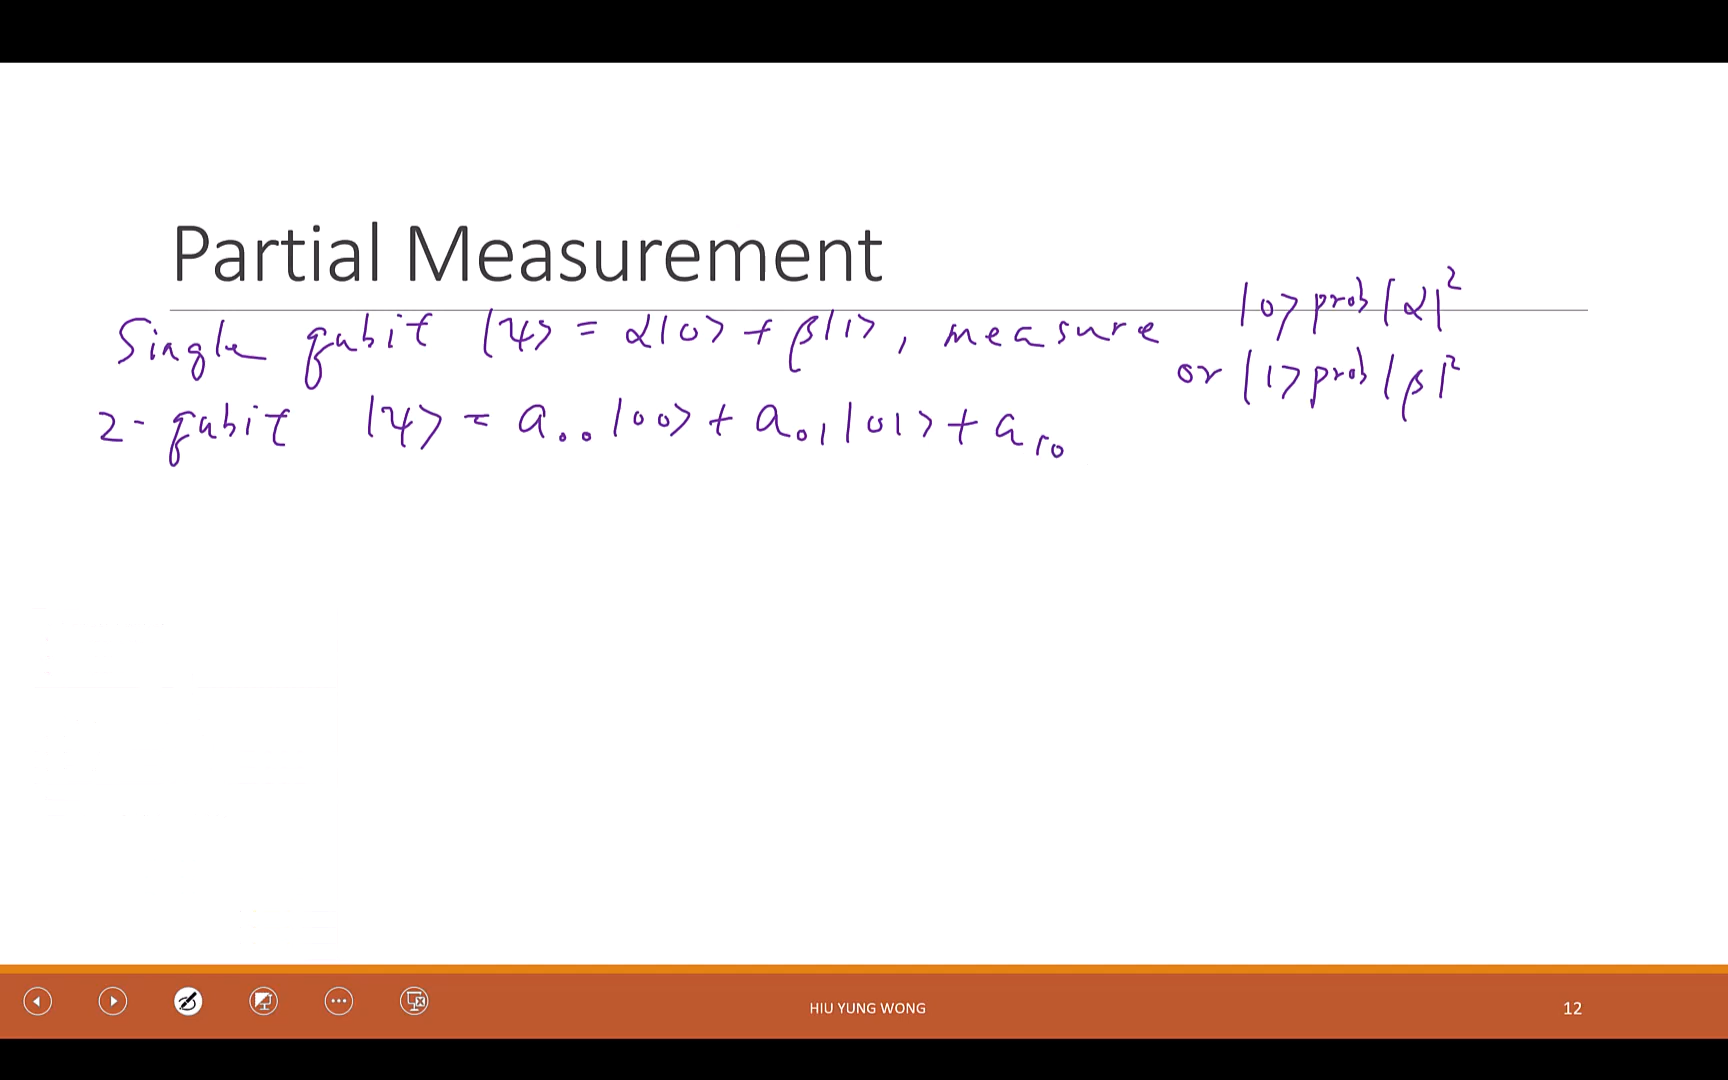 Partial Measurement
Single qubit |ψ⟩ = α|0⟩ + β|1⟩, measure |0⟩ prob |α|²
or |1⟩ prob |β|²
2-qubit |ψ⟩ = a₀₀|00⟩ + a₀₁|01⟩ + a₁₀
HIU YUNG WONG
12